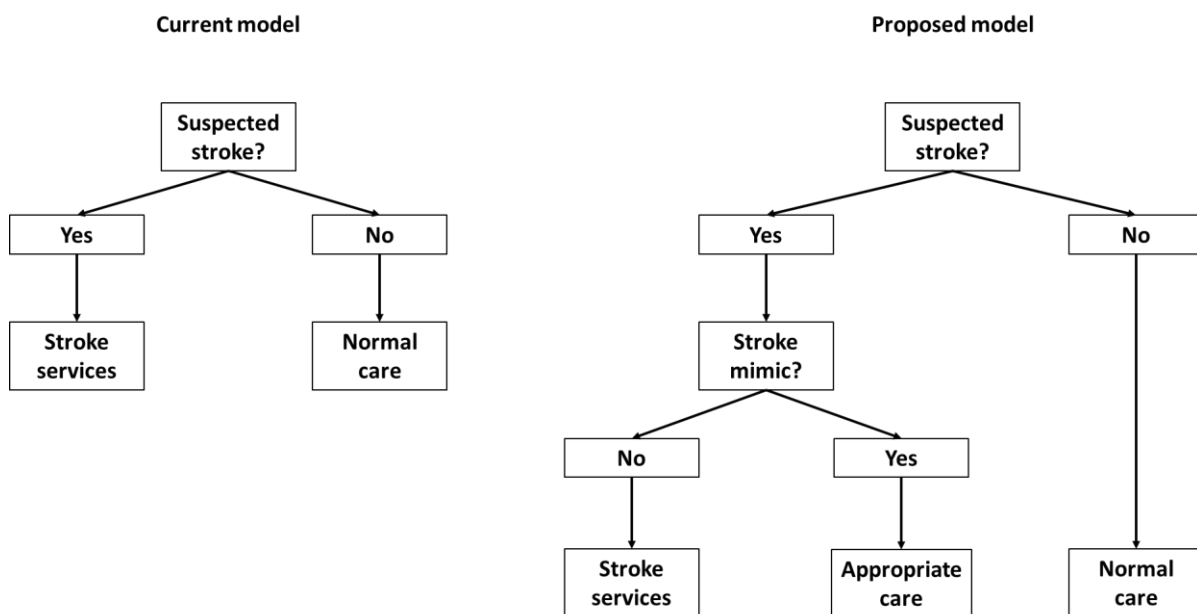 Current model
Suspected
stroke?
Yes
No
Stroke
services
Normal
care
Proposed model
Suspected
stroke?
Yes
No
Stroke
mimic?
No
Yes
Stroke
services
Appropriate
care
Normal
care